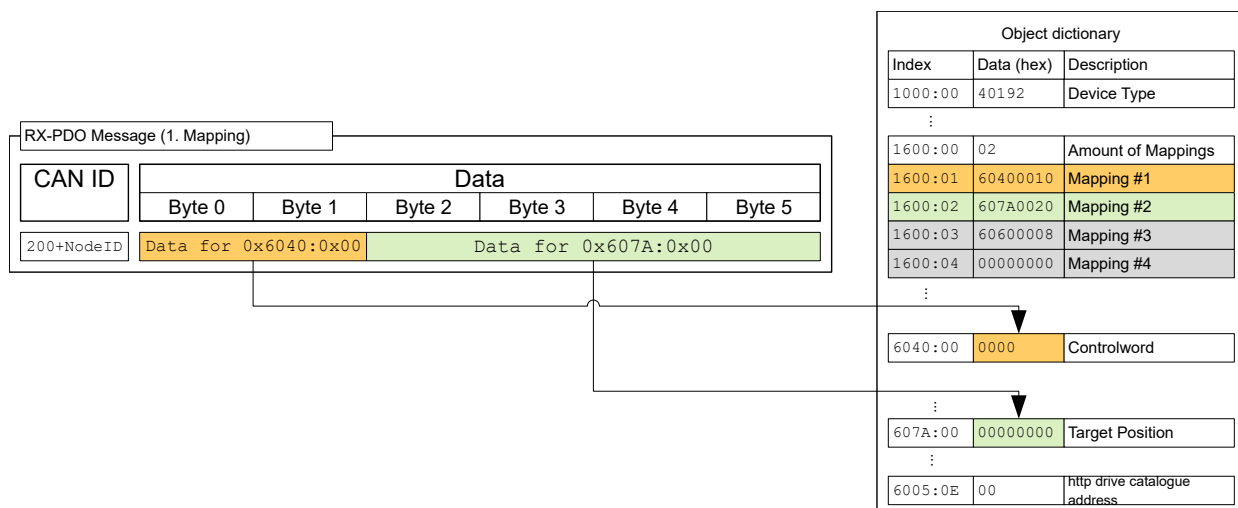 RX-PDO Message (1. Mapping)
CAN ID
Data
Byte 0 Byte 1 Byte 2 Byte 3 Byte 4 Byte 5
200+NodeID Data for 0x6040:0x00 Data for 0x607A:0x00
Object dictionary
Index Data (hex) Description
1000:00 40192 Device Type
⋮
1600:00 02 Amount of Mappings
1600:01 60400010 Mapping #1
1600:02 607A0020 Mapping #2
1600:03 60600008 Mapping #3
1600:04 00000000 Mapping #4
⋮
6040:00 0000 Controlword
⋮
607A:00 00000000 Target Position
⋮
6005:0E 00 http drive catalogue
address